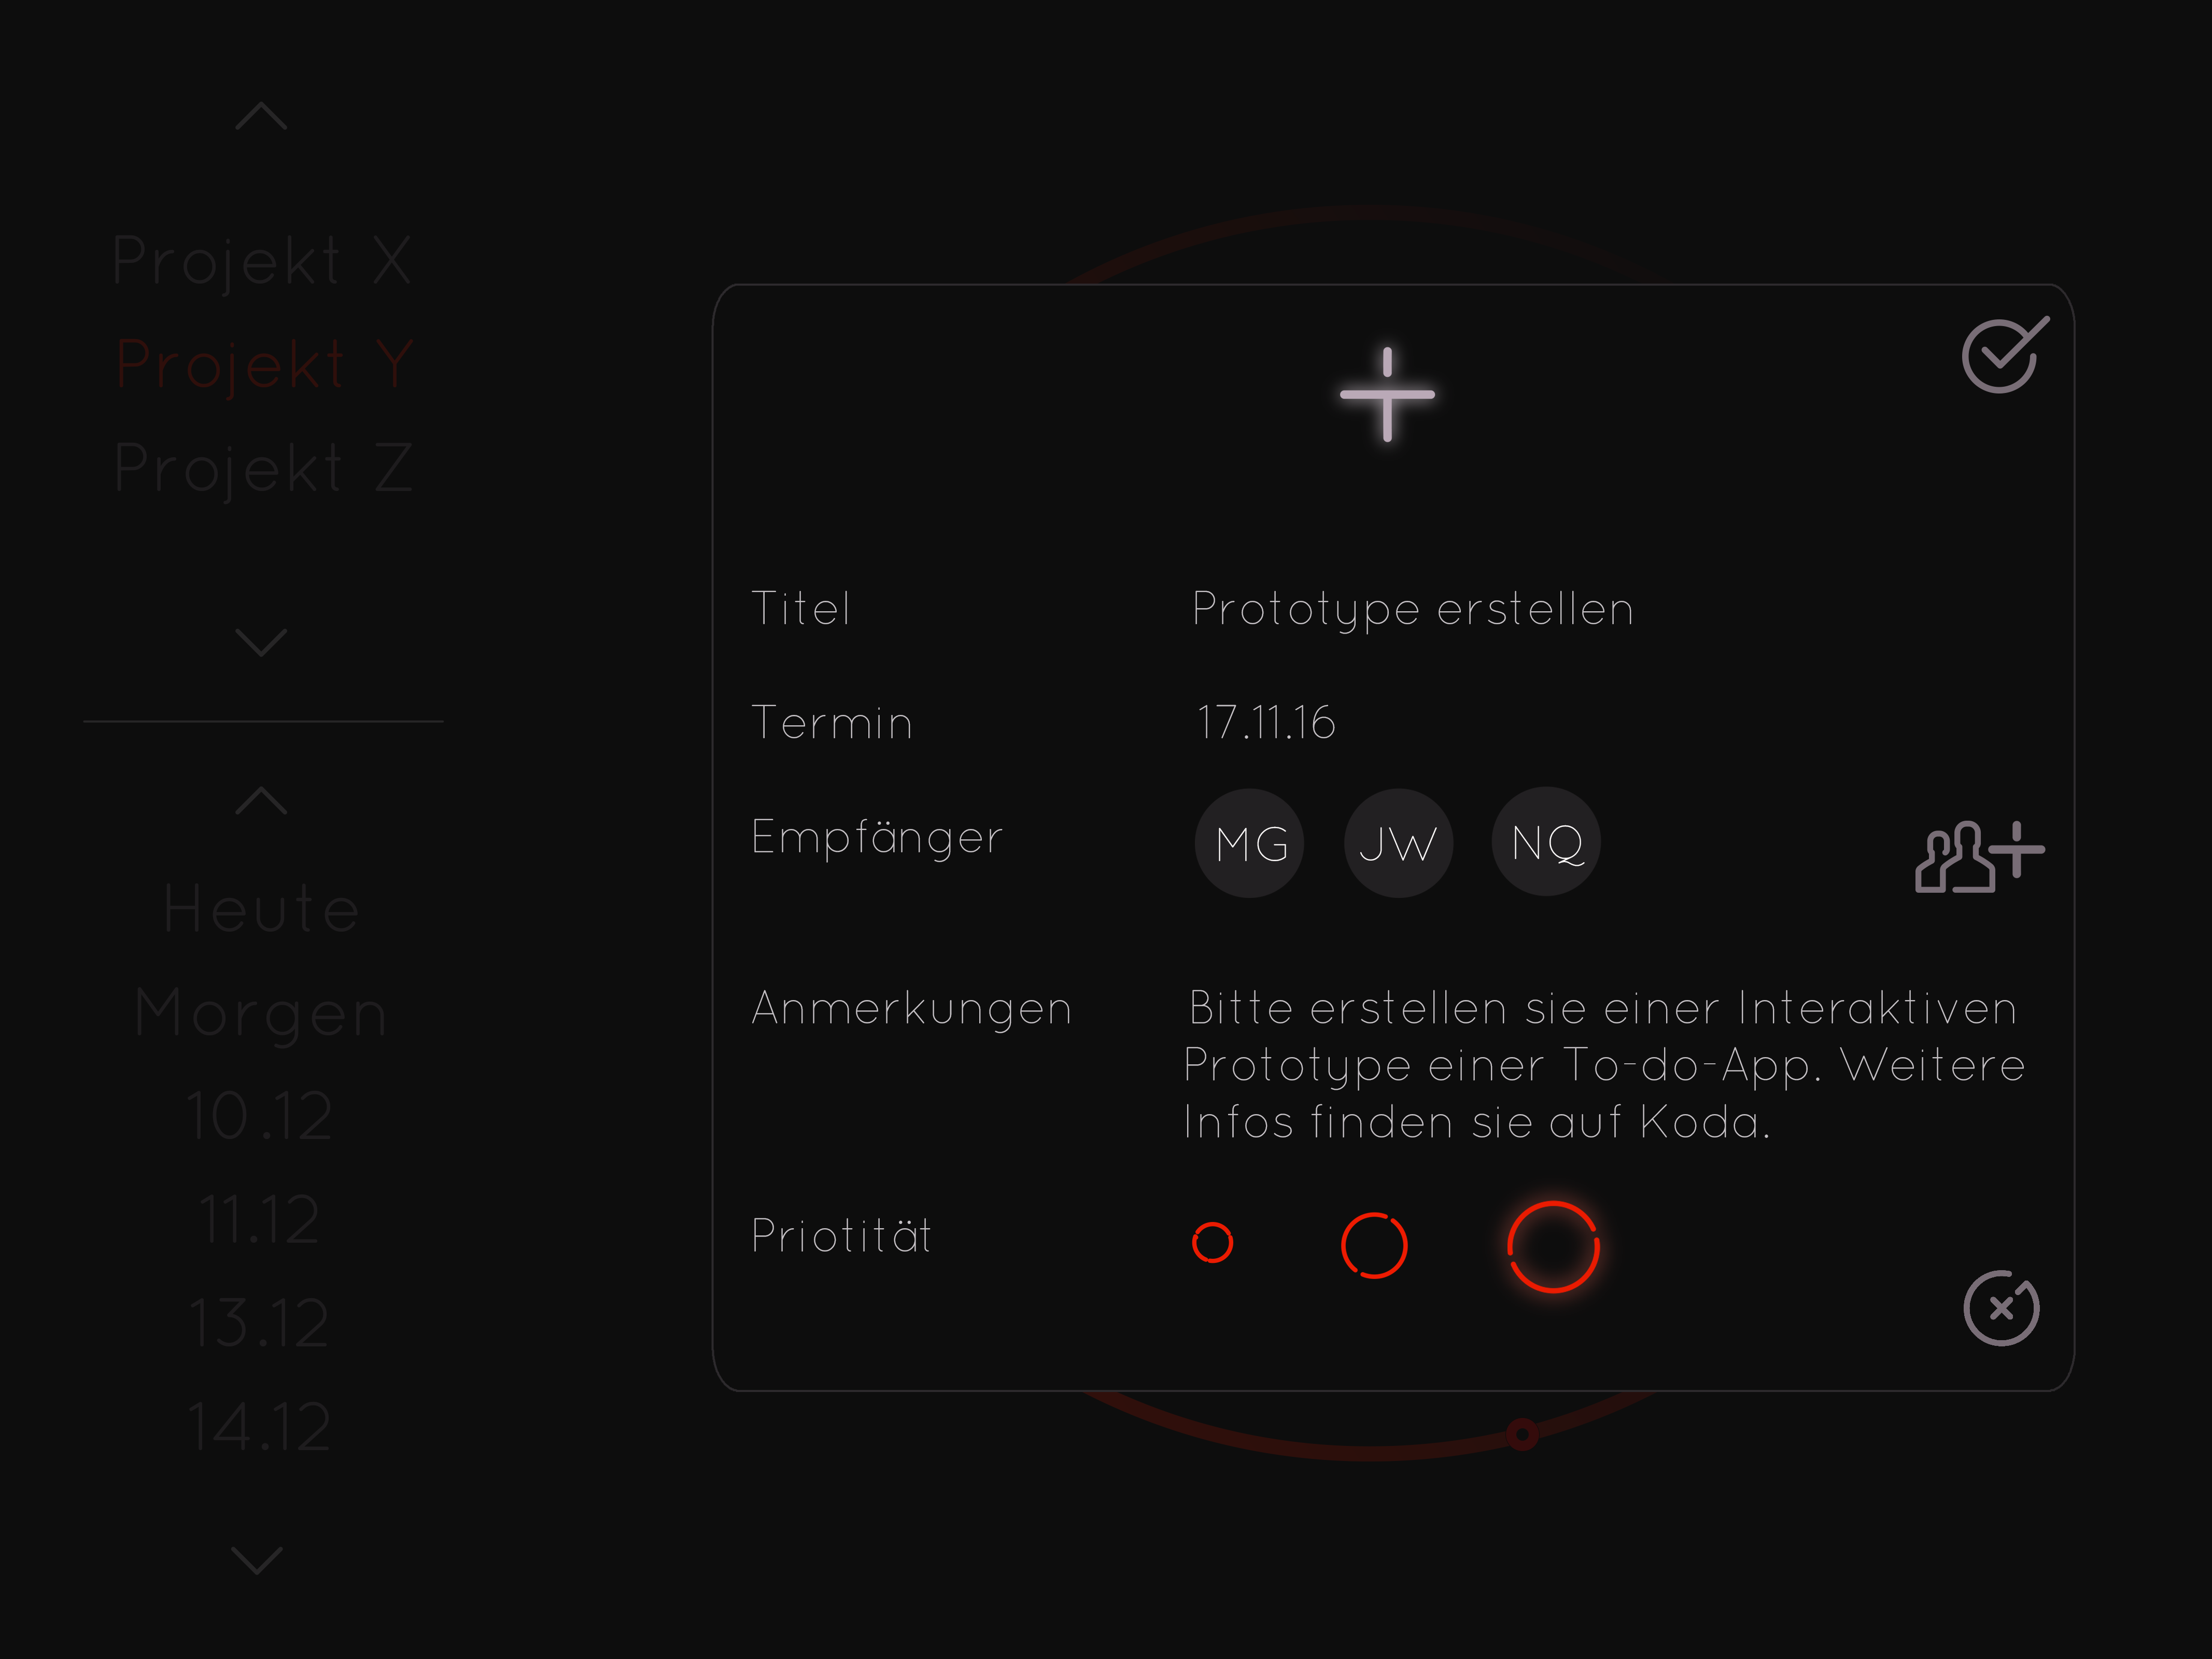 Projekt X
Projekt Y
Projekt Z
Heute
Morgen
10.12
11.12
13.12
14.12
Titel
Prototype erstellen
Termin
17.11.16
Empfänger
MG
JW
NQ
Anmerkungen
Bitte erstellen sie einer Interaktiven
Prototype einer To-do-App. Weitere
Infos finden sie auf Koda.
Priotität